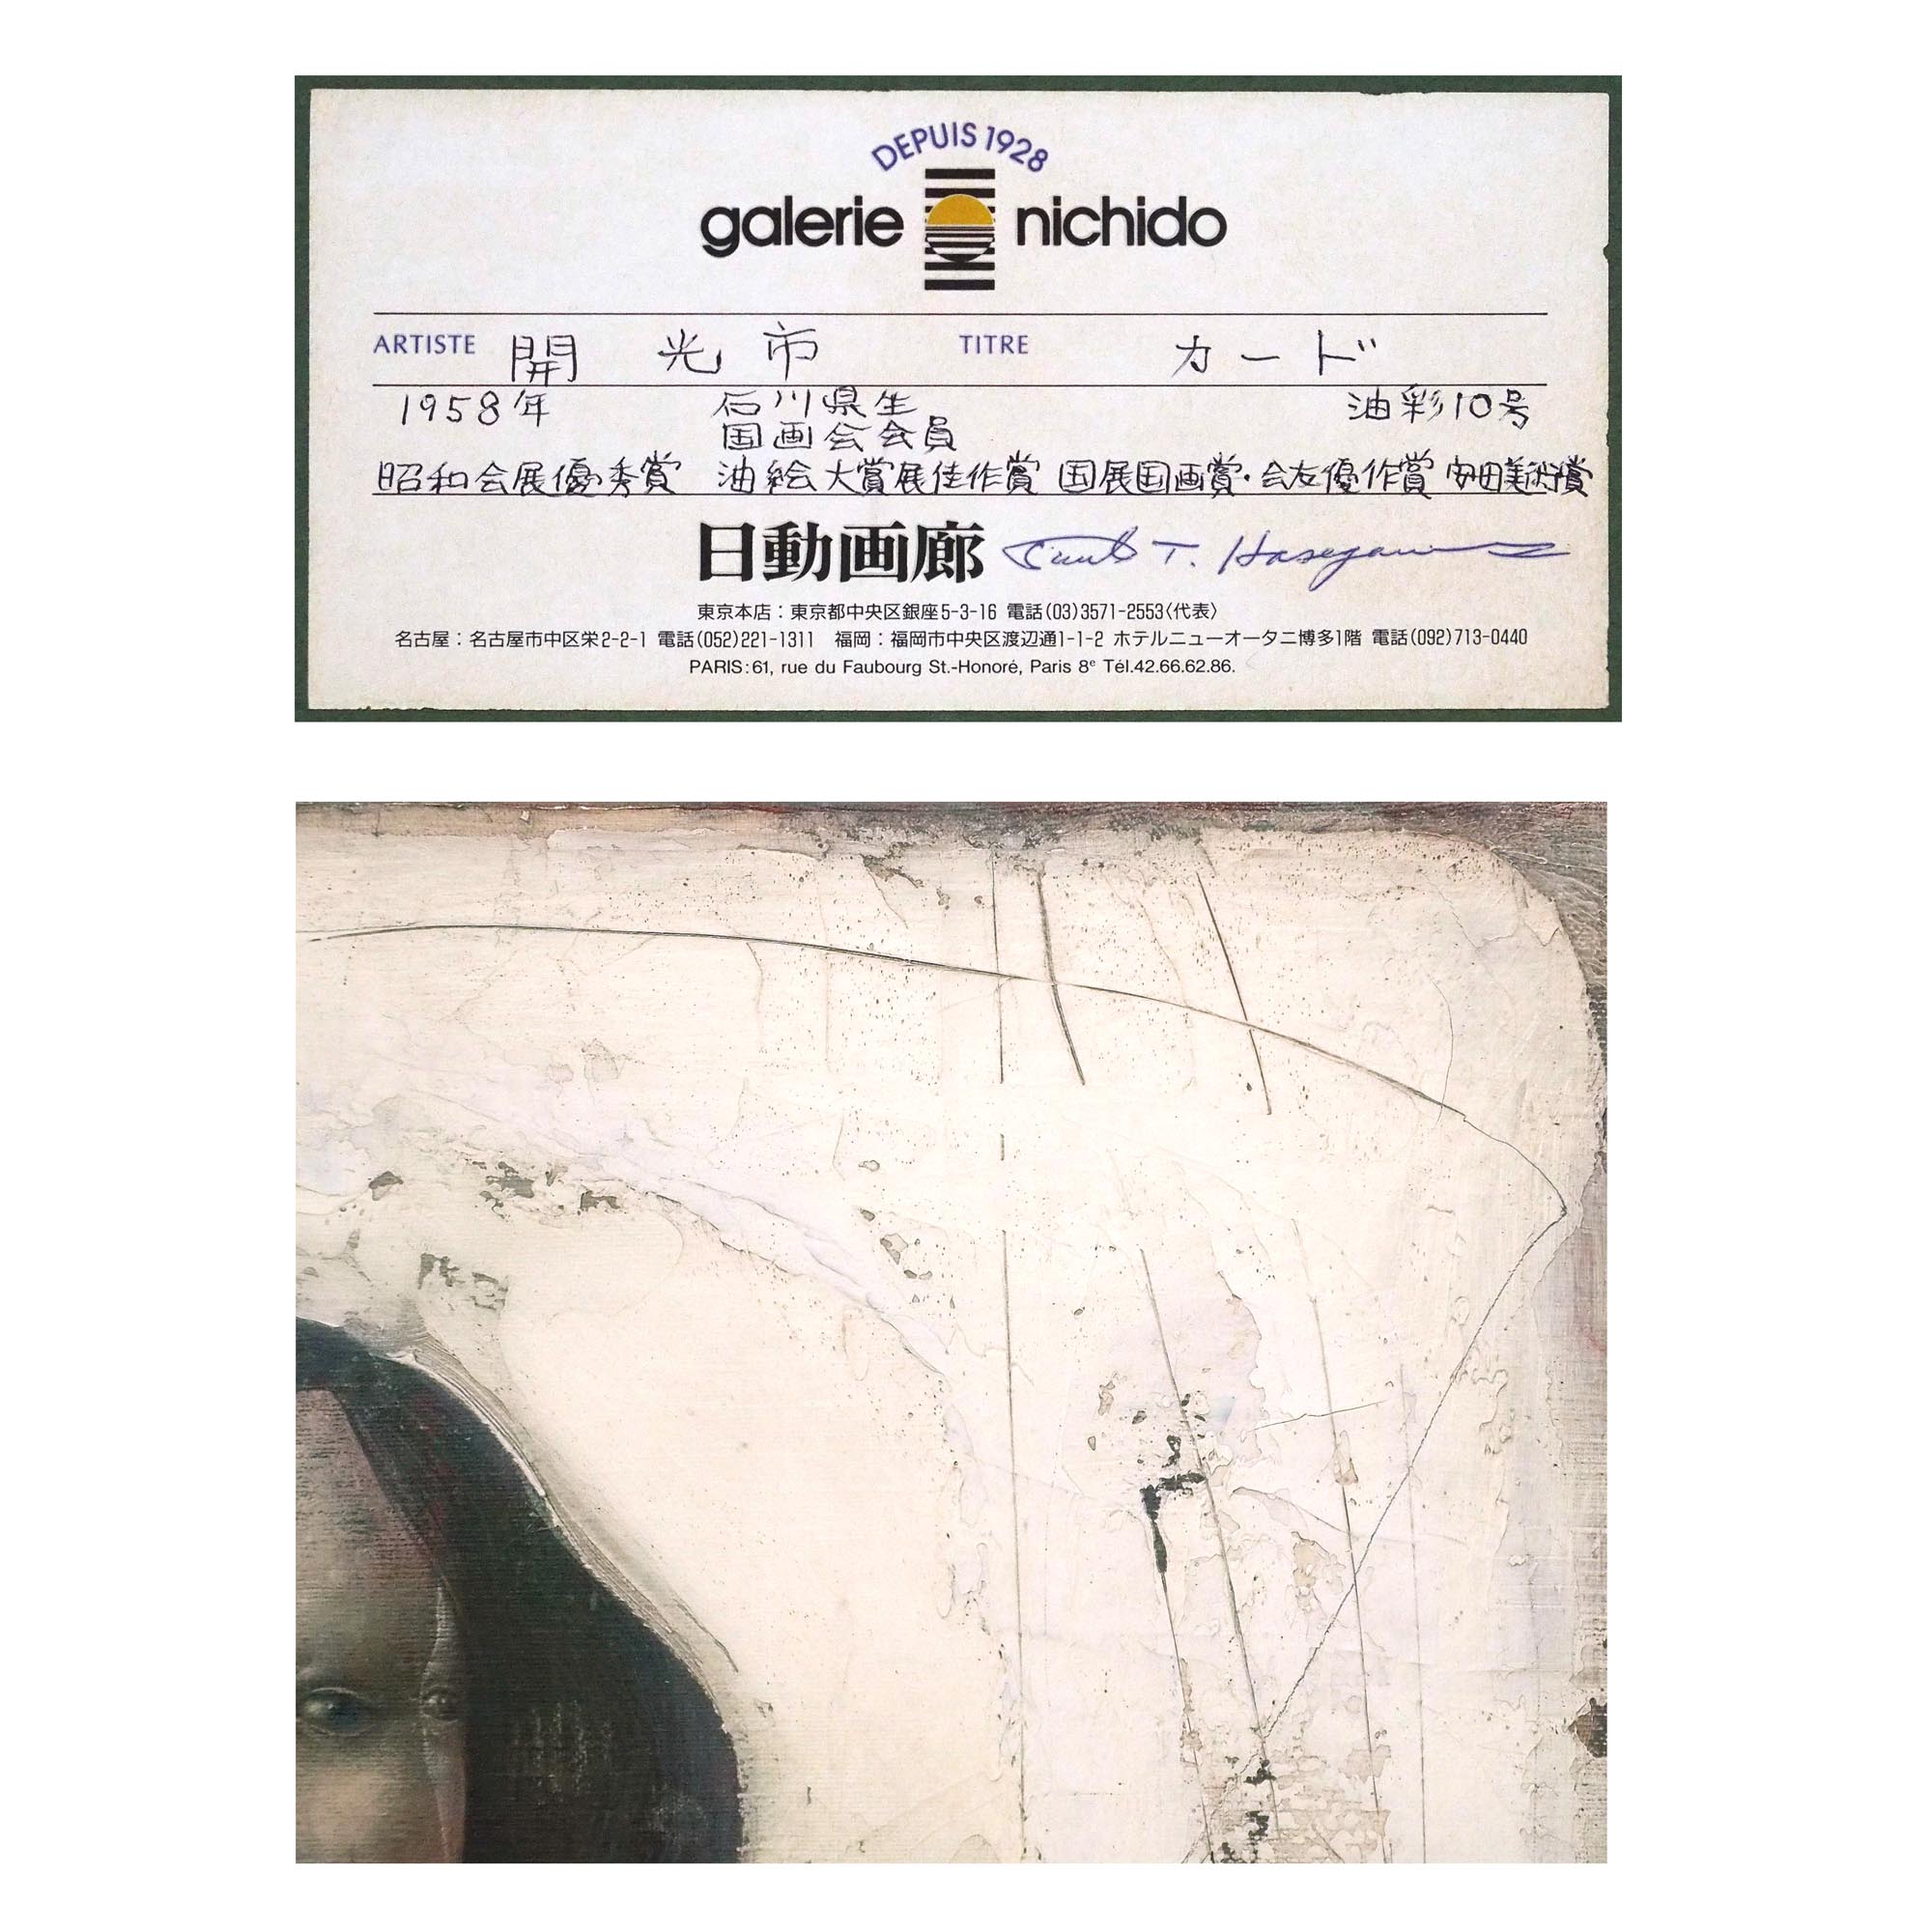 DEPUIS 1928
galerie nichido
ARTISTE 開 光市 TITRE カード
1958年 石川県生 油彩10号
国画会会員
昭和会展優秀賞 油絵大賞展佳作賞 国展国画賞・会友優作賞 安田美術賞
日動画廊 T. Hasegawa
東京本店：東京都中央区銀座5-3-16 電話(03)3571-2553〈代表〉
名古屋：名古屋市中区栄2-2-1 電話(052)221-1311 福岡：福岡市中央区渡辺通1-1-2 ホテルニューオータニ博多1階 電話(092)713-0440
PARIS:61, rue du Faubourg St.-Honoré, Paris 8e Tél.42.66.62.86.